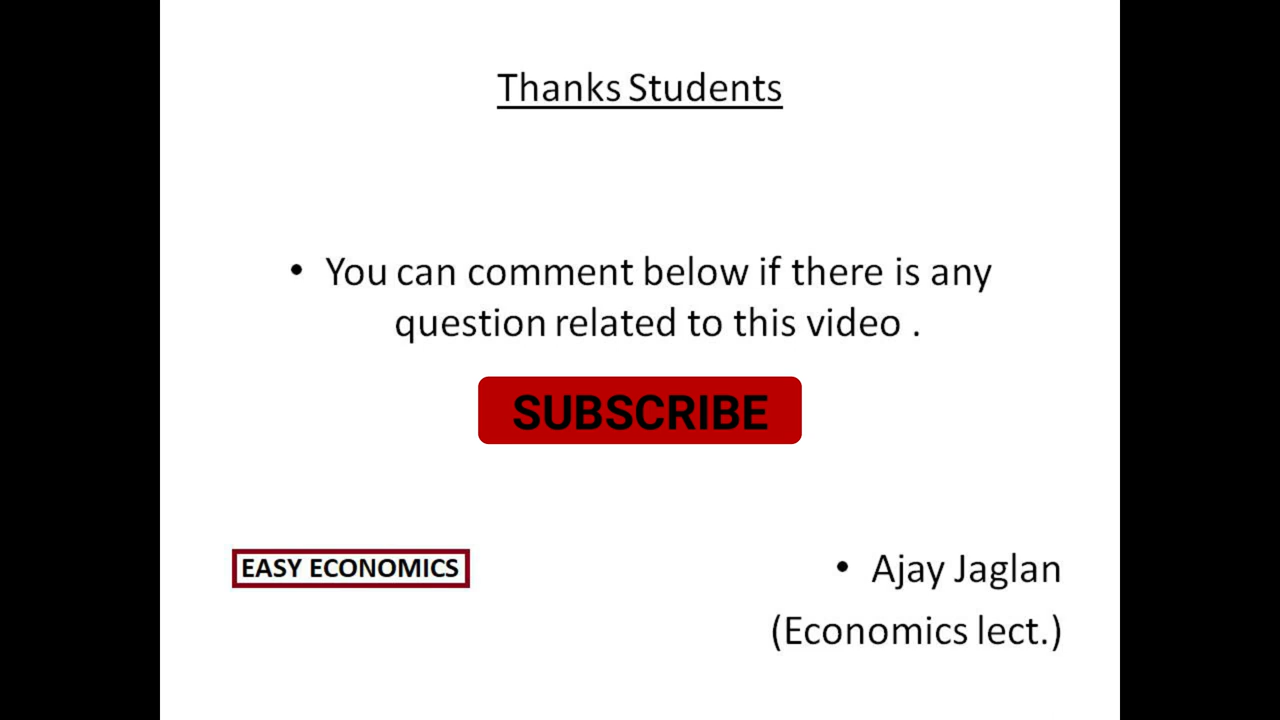 Thanks Students
• You can comment below if there is any
question related to this video .
SUBSCRIBE
EASY ECONOMICS
• Ajay Jaglan
(Economics lect.)